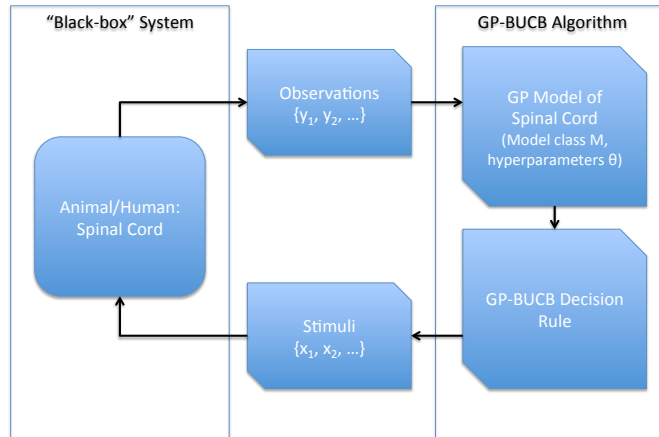 “Black-box” System
GP-BUCB Algorithm
Observations
{y₁, y₂, …}
GP Model of
Spinal Cord
(Model class M,
hyperparameters θ)
Animal/Human:
Spinal Cord
Stimuli
{x₁, x₂, …}
GP-BUCB Decision
Rule